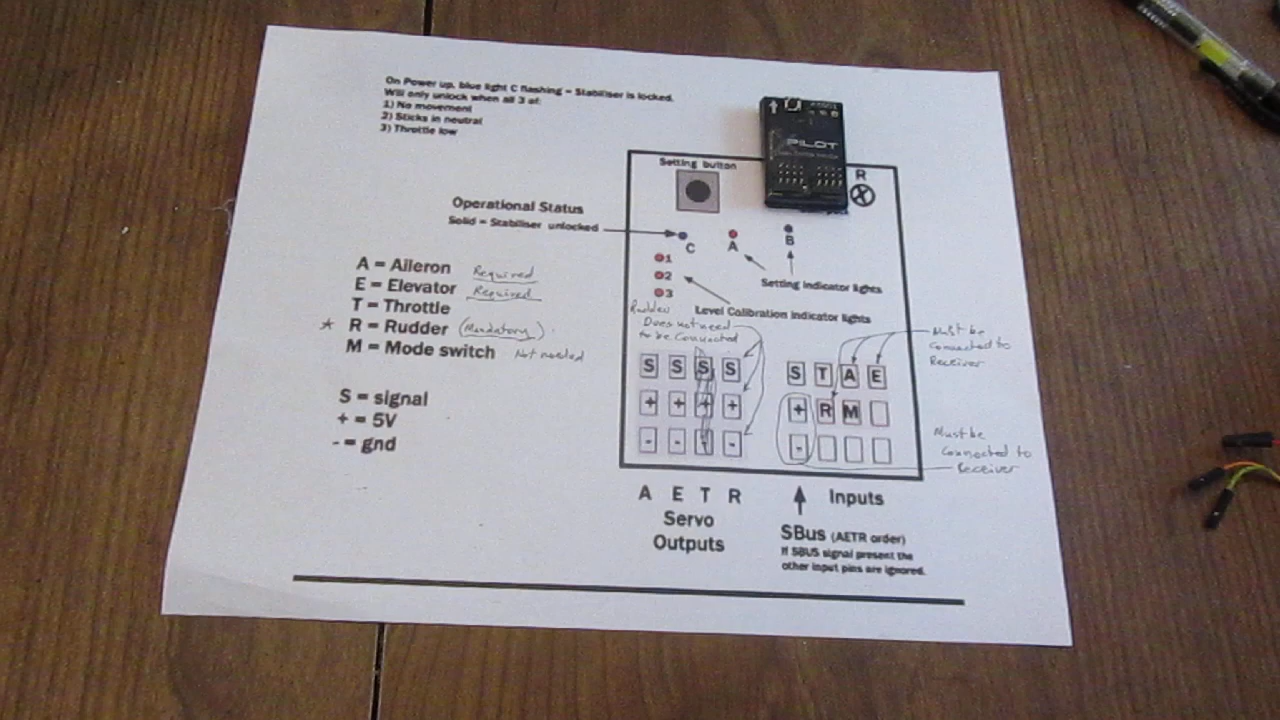 On Power up, blue light C flashing = Stabiliser is locked.
Will only unlock when all 3 of:
1) No movement
2) Sticks in neutral
3) Throttle low
PILOT
Setting button
R
Operational Status
Solid = Stabiliser unlocked
C
A
B
1
2
3
Setting indicator lights
Level Calibration Indicator lights
A = Aileron Required
E = Elevator Required
T = Throttle
* R = Rudder (Mandatory)
M = Mode switch Not needed
S = signal
+ = 5V
- = gnd
Rudder
Does not need
to be Connected
Must be
Connected to
Receiver
S S S S
+ + + +
- - - -
S T A E
+ R M
-
Must be
Connected to
Receiver
A E T R
Servo
Outputs
Inputs
SBus (AETR order)
If SBUS signal present the
other input pins are ignored.